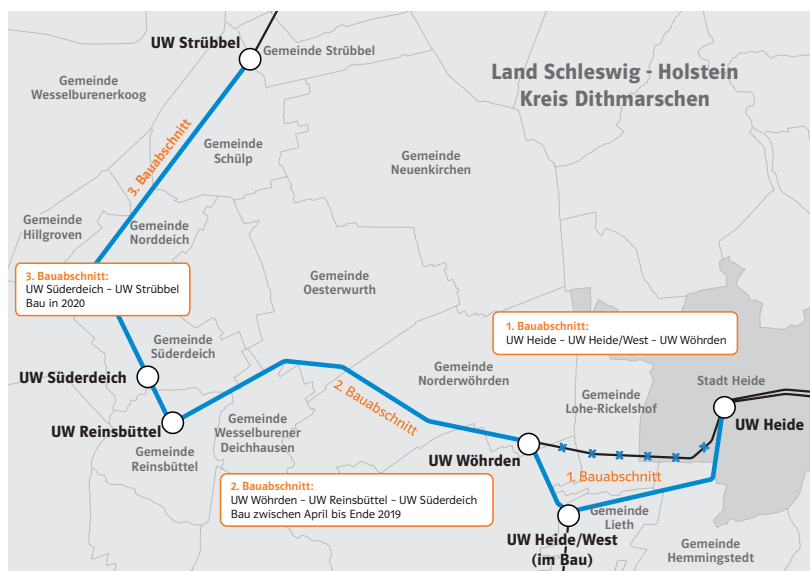 UW Strübbel
Gemeinde Strübbel
Land Schleswig - Holstein
Kreis Dithmarschen
Gemeinde
Wesselburenerkoog
Gemeinde
Schülp
Gemeinde
Neuenkirchen
3. Bauabschnitt
Gemeinde
Hillgroven
Gemeinde
Norddeich
3. Bauabschnitt:
UW Süderdeich – UW Strübbel
Bau in 2020
Gemeinde
Oesterwurth
1. Bauabschnitt:
UW Heide – UW Heide/West – UW Wöhrden
Gemeinde
Süderdeich
UW Süderdeich
2. Bauabschnitt
Gemeinde
Norderwöhrden
Gemeinde
Lohe-Rickelshof
Stadt Heide
UW Heide
UW Reinsbüttel
Gemeinde
Reinsbüttel
Gemeinde
Wesselburener
Deichhausen
UW Wöhrden
1. Bauabschnitt
2. Bauabschnitt:
UW Wöhrden – UW Reinsbüttel – UW Süderdeich
Bau zwischen April bis Ende 2019
Gemeinde
Lieth
UW Heide/West
(im Bau)
Gemeinde
Hemmingstedt